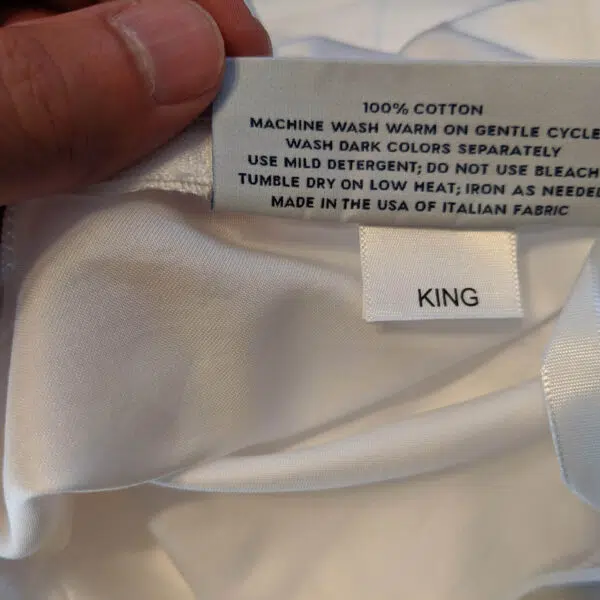 100% COTTON
MACHINE WASH WARM ON GENTLE CYCLE
WASH DARK COLORS SEPARATELY
USE MILD DETERGENT; DO NOT USE BLEACH
TUMBLE DRY ON LOW HEAT; IRON AS NEEDED
MADE IN THE USA OF ITALIAN FABRIC
KING